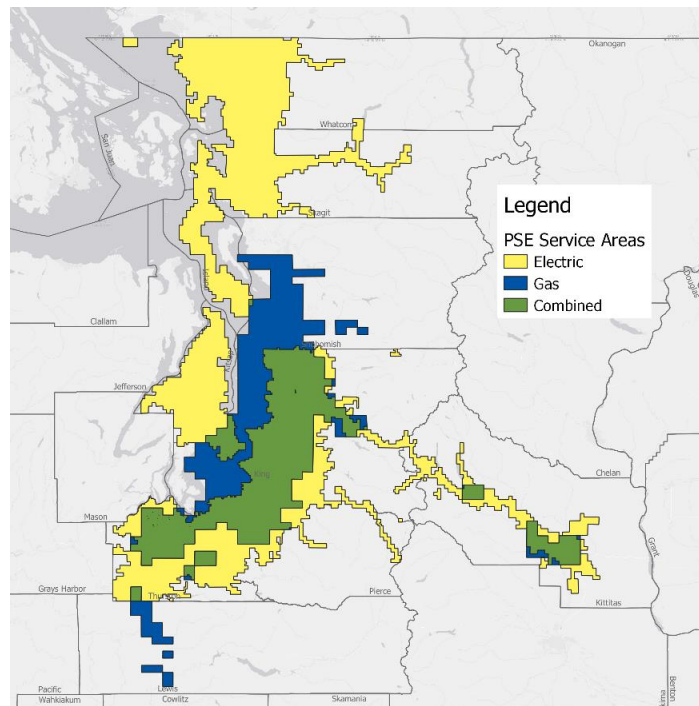 Okanogan
Whatcom
San Juan
Skagit
Legend
PSE Service Areas
Electric
Gas
Combined
Island
Douglas
Clallam
Snohomish
Kitsap
Jefferson
King
Chelan
Mason
Grant
Grays Harbor
Thurston
Pierce
Kittitas
Pacific
Lewis
Wahkiakum
Cowlitz
Skamania
Benton